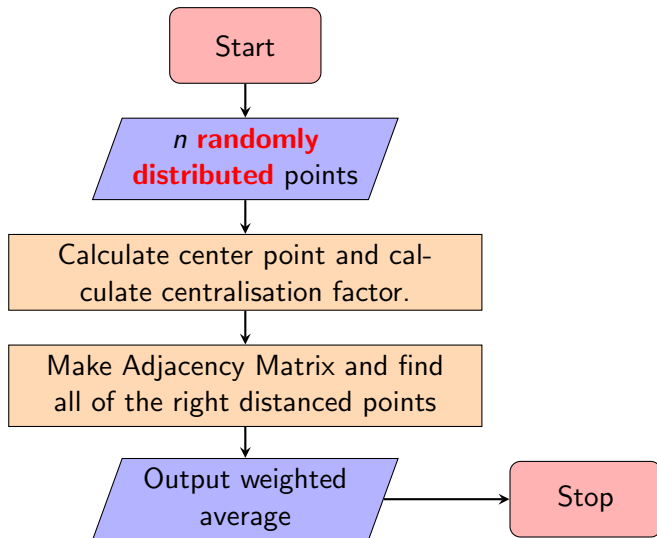 Start
n randomly
distributed points
Calculate center point and cal-
culate centralisation factor.
Make Adjacency Matrix and find
all of the right distanced points
Output weighted
average
Stop